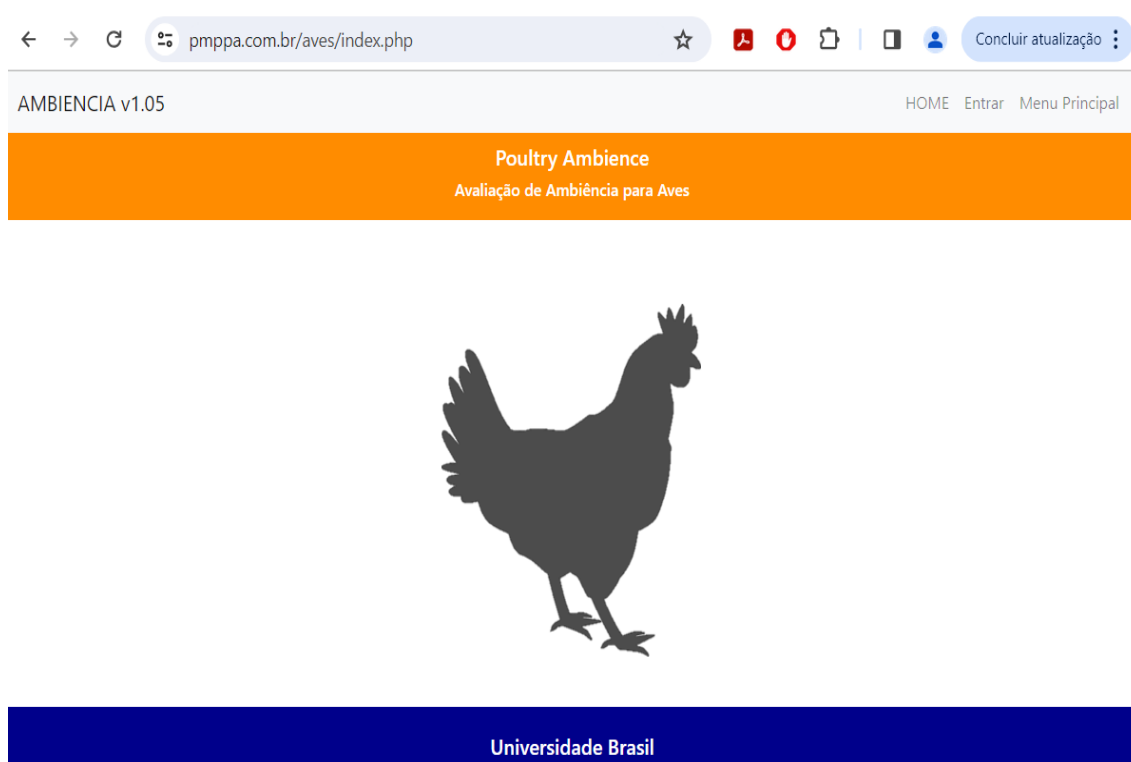 pmppa.com.br/aves/index.php
Concluir atualização
AMBIENCIA v1.05
HOME Entrar Menu Principal
Poultry Ambience
Avaliação de Ambiência para Aves
Universidade Brasil